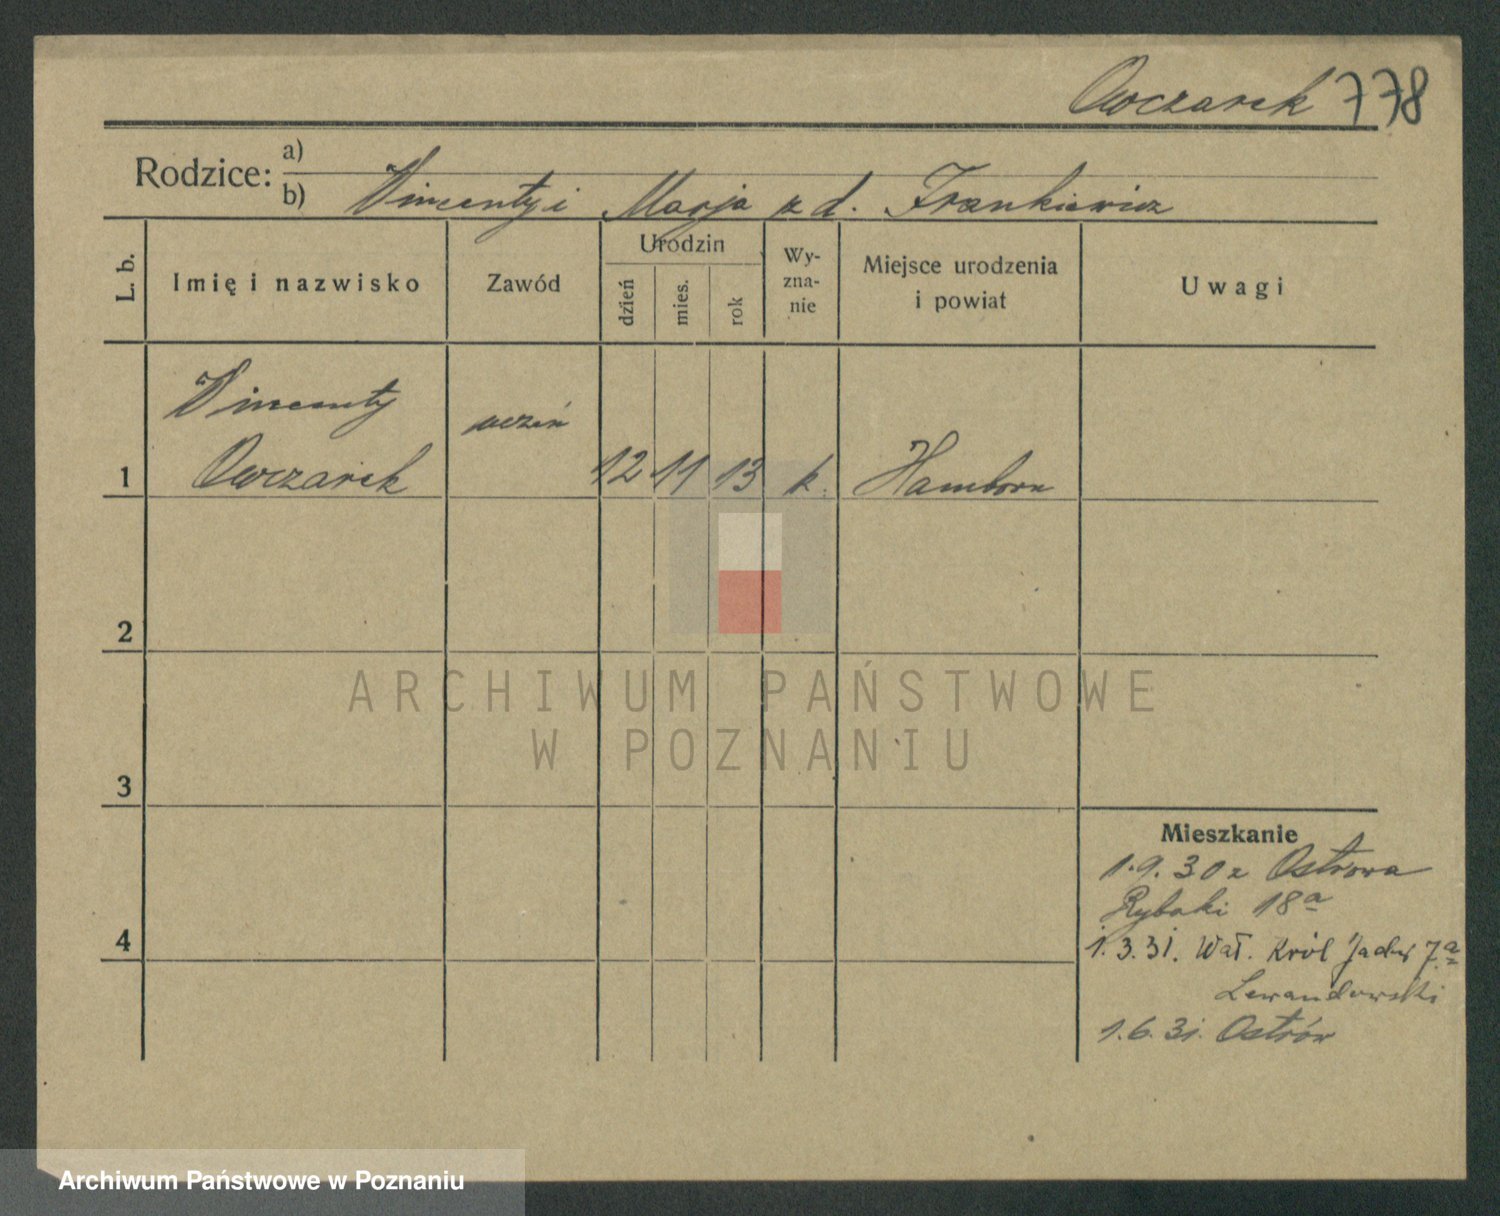 Owczarek 778
Rodzice: a)
b) Wincenty i Marja z d. Frankiewicz
L. b.
Imię i nazwisko
Zawód
Urodzin
dzień
mies.
rok
Wy-
zna-
nie
Miejsce urodzenia
i powiat
Uwagi
Wincenty
Owczarek
uczeń
1
12 11 13 k. Hamborn
2
3
4
Mieszkanie
1.9.30 z Ostrowa
Rybaki 18a
1.3.31. Wał. Król Jadw 7a
Lewandowski
1.6.31. Ostrów
ARCHIWUM PAŃSTWOWE
W POZNANIU
Archiwum Państwowe w Poznaniu